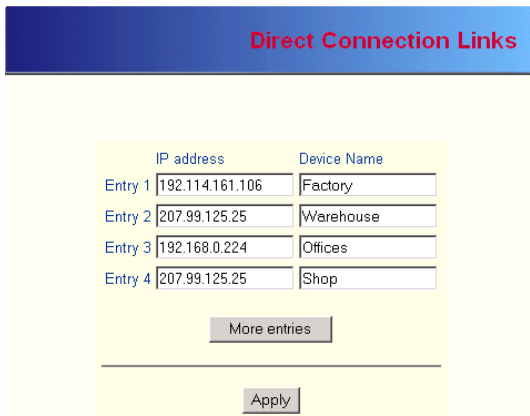 Direct Connection Links
IP address Device Name
Entry 1 192.114.161.106 Factory
Entry 2 207.99.125.25 Warehouse
Entry 3 192.168.0.224 Offices
Entry 4 207.99.125.25 Shop
More entries
Apply